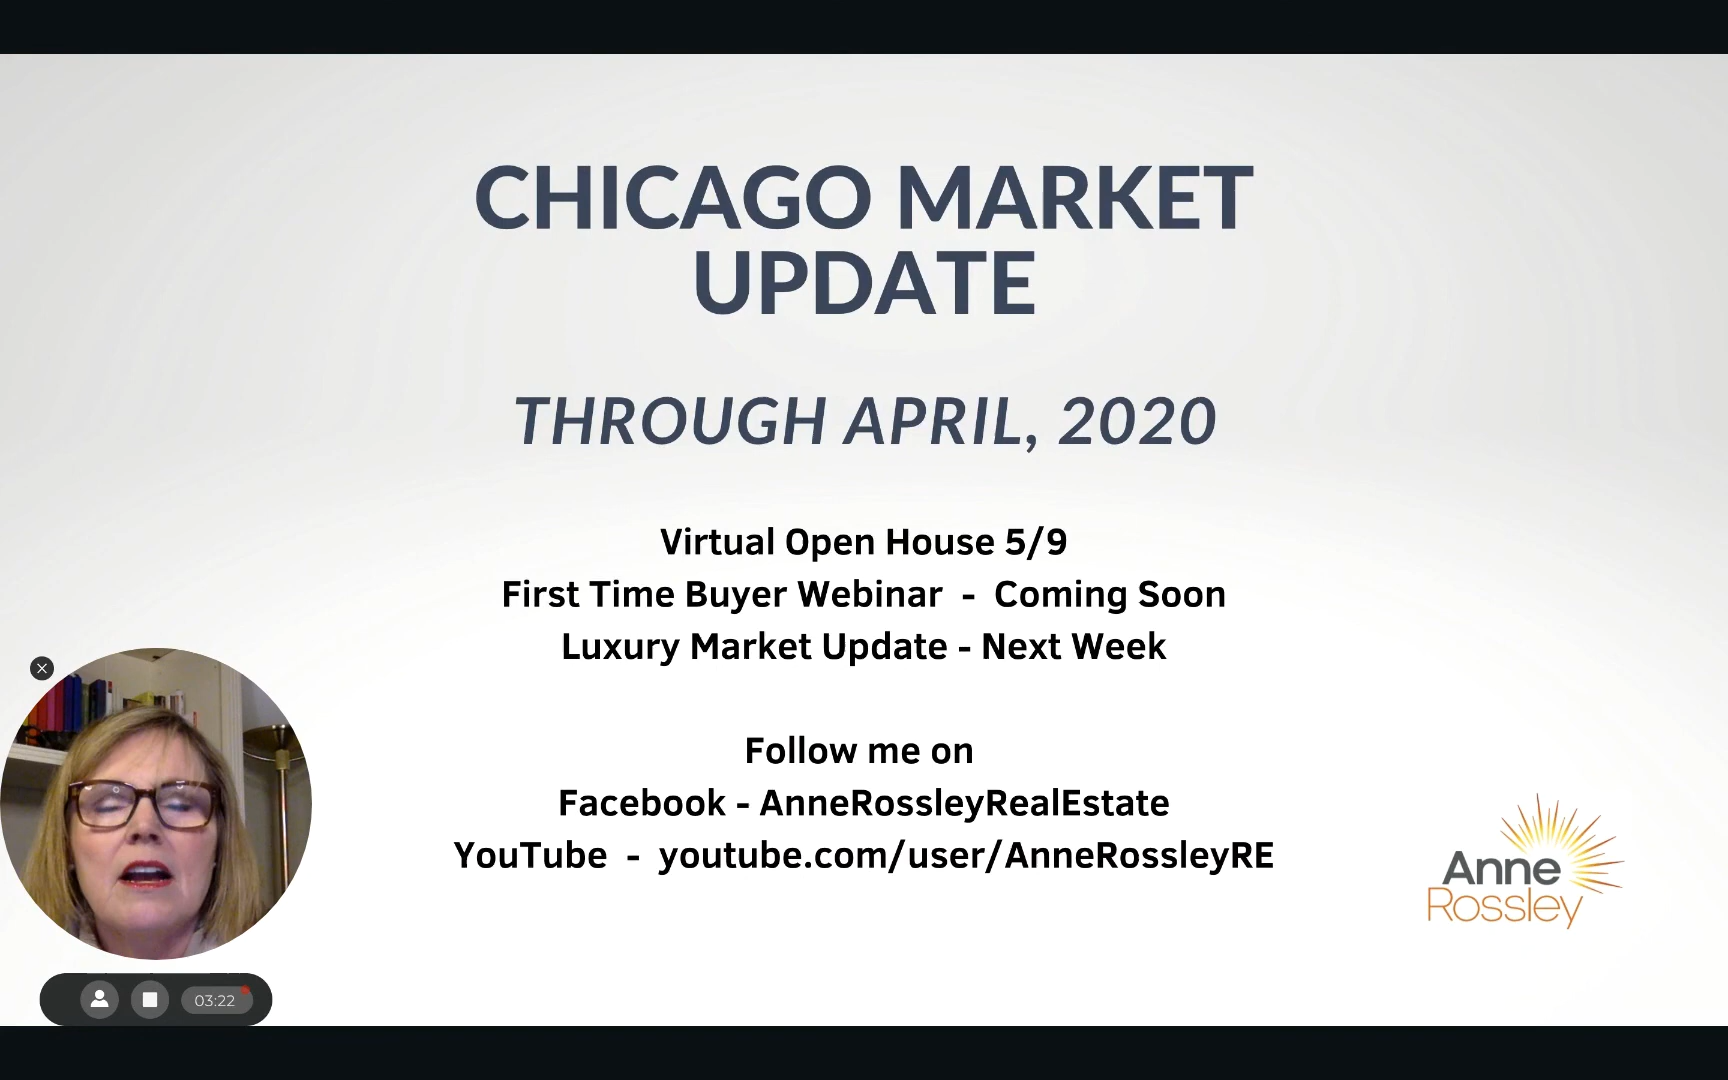 CHICAGO MARKET
UPDATE
THROUGH APRIL, 2020
Virtual Open House 5/9
First Time Buyer Webinar  -  Coming Soon
Luxury Market Update - Next Week
Follow me on
Facebook - AnneRossleyRealEstate
YouTube  -  youtube.com/user/AnneRossleyRE
Anne
Rossley
03:22